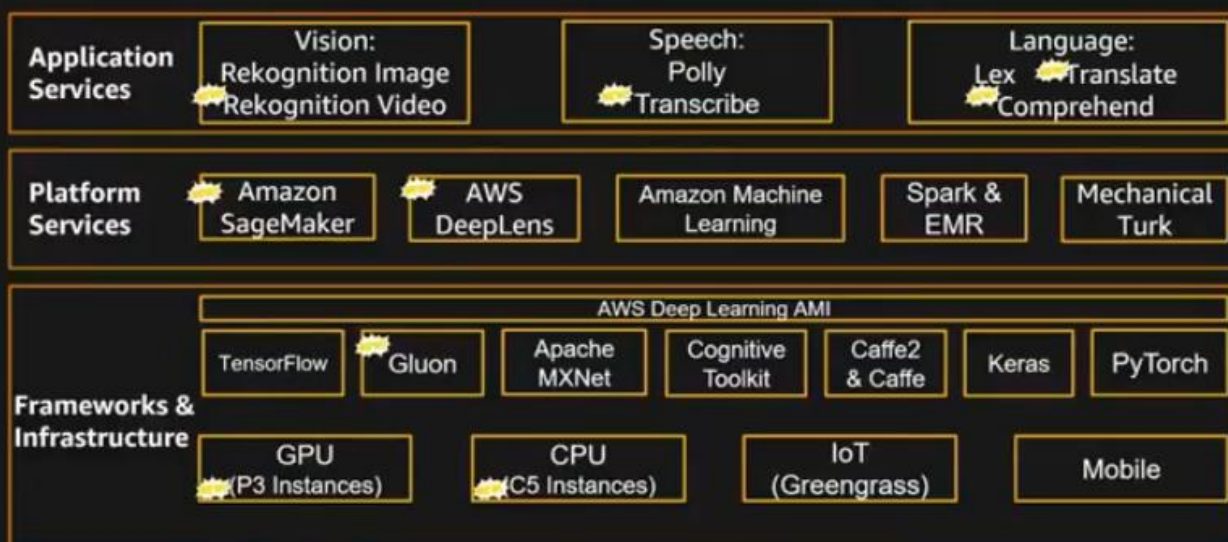 Application
Services
Vision:
Rekognition Image
Rekognition Video
Speech:
Polly
Transcribe
Language:
Lex Translate
Comprehend
Platform
Services
Amazon
SageMaker
AWS
DeepLens
Amazon Machine
Learning
Spark &
EMR
Mechanical
Turk
Frameworks &
Infrastructure
AWS Deep Learning AMI
TensorFlow
Gluon
Apache
MXNet
Cognitive
Toolkit
Caffe2
& Caffe
Keras
PyTorch
GPU
(P3 Instances)
CPU
(C5 Instances)
IoT
(Greengrass)
Mobile